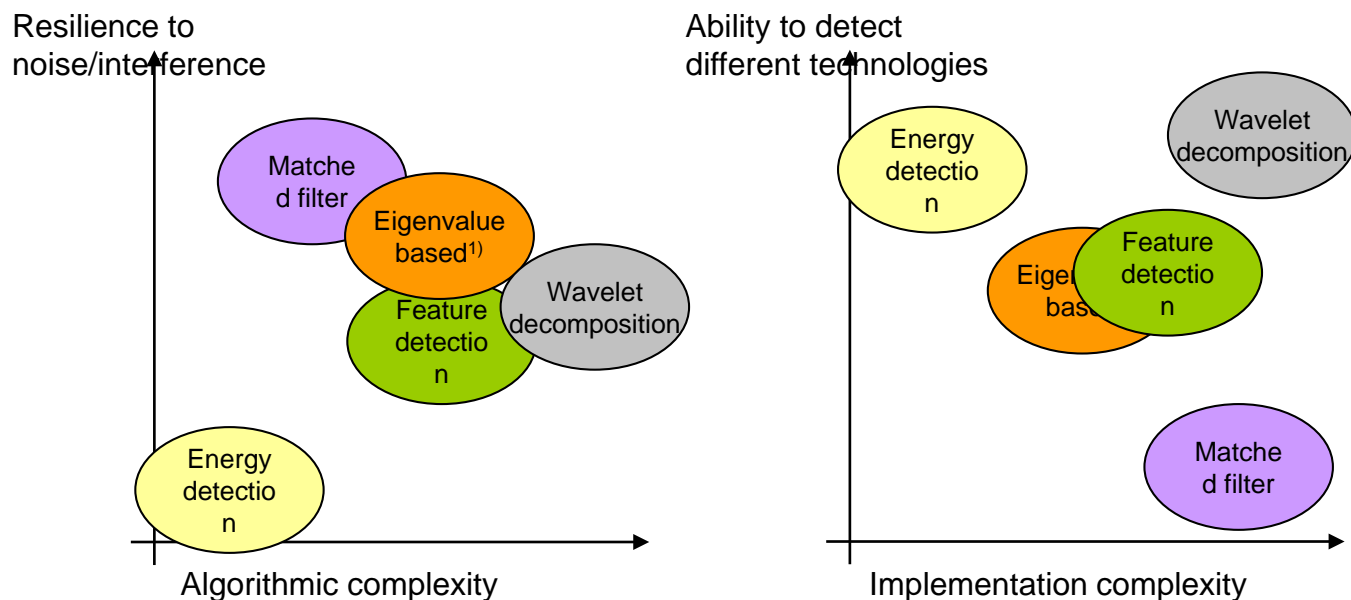 Resilience to
noise/interference
Matche
d filter
Eigenvalue
based¹⁾
Feature
detectio
n
Wavelet
decomposition
Energy
detectio
n
Algorithmic complexity
Ability to detect
different technologies
Energy
detectio
n
Wavelet
decomposition
Feature
detectio
n
Matche
d filter
Implementation complexity